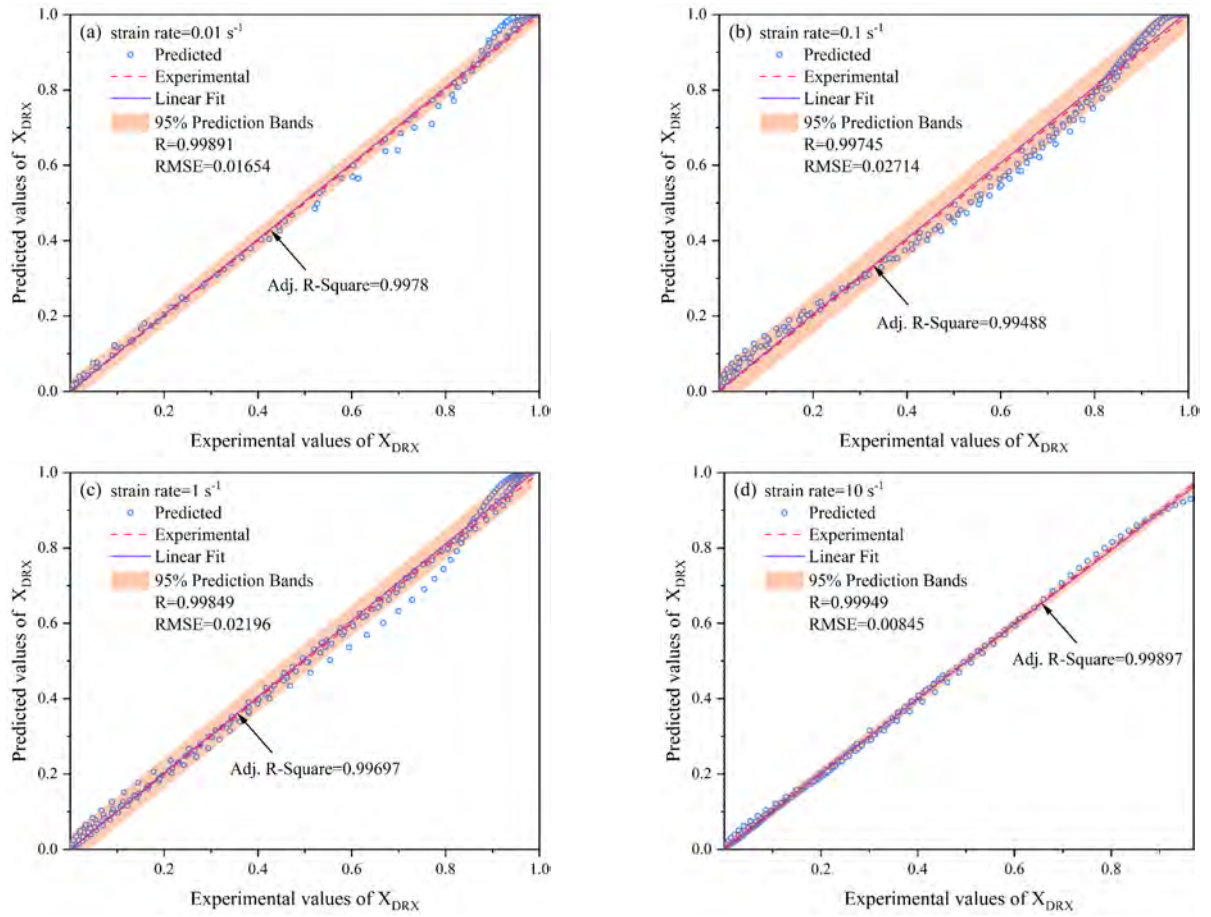 (a) strain rate=0.01 s⁻¹
Predicted
Experimental
Linear Fit
95% Prediction Bands
R=0.99891
RMSE=0.01654
Adj. R-Square=0.9978
Predicted values of X_DRX
1.0
0.8
0.6
0.4
0.2
0.0
0.2 0.4 0.6 0.8 1.0
Experimental values of X_DRX
(b) strain rate=0.1 s⁻¹
Predicted
Experimental
Linear Fit
95% Prediction Bands
R=0.99745
RMSE=0.02714
Adj. R-Square=0.99488
Predicted values of X_DRX
1.0
0.8
0.6
0.4
0.2
0.0
0.2 0.4 0.6 0.8 1.0
Experimental values of X_DRX
(c) strain rate=1 s⁻¹
Predicted
Experimental
Linear Fit
95% Prediction Bands
R=0.99849
RMSE=0.02196
Adj. R-Square=0.99697
Predicted values of X_DRX
1.0
0.8
0.6
0.4
0.2
0.0
0.2 0.4 0.6 0.8 1.0
Experimental values of X_DRX
(d) strain rate=10 s⁻¹
Predicted
Experimental
Linear Fit
95% Prediction Bands
R=0.99949
RMSE=0.00845
Adj. R-Square=0.99897
Predicted values of X_DRX
1.0
0.8
0.6
0.4
0.2
0.0
0.2 0.4 0.6 0.8
Experimental values of X_DRX